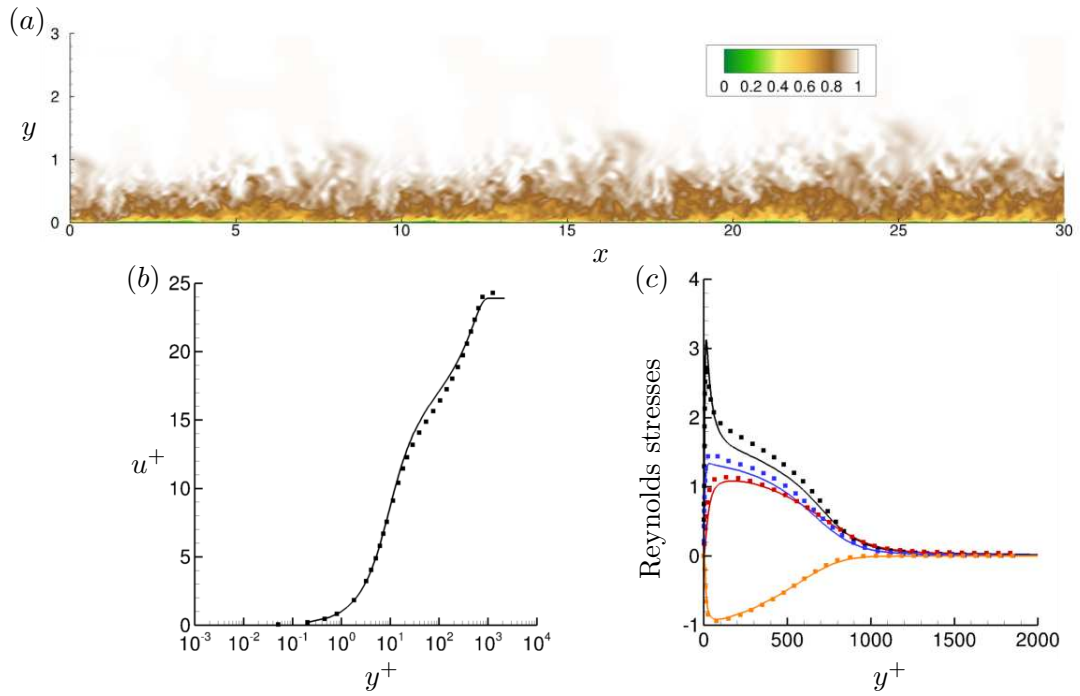 (a)
3
2
1
0
y
0 0.2 0.4 0.6 0.8 1
0 5 10 15 20 25 30
x
(b)
25
20
15
10
5
0
u⁺
10⁻³ 10⁻² 10⁻¹ 10⁰ 10¹ 10² 10³ 10⁴
y⁺
(c)
4
3
2
1
0
-1
Reynolds stresses
0 500 1000 1500 2000
y⁺